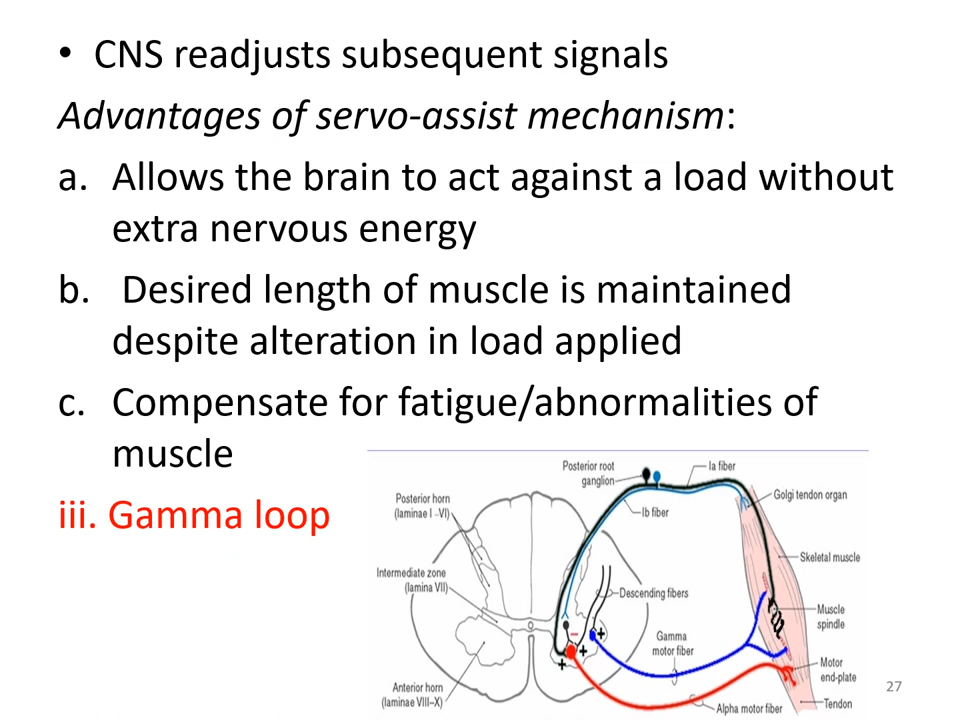 • CNS readjusts subsequent signals
Advantages of servo-assist mechanism:
a. Allows the brain to act against a load without
extra nervous energy
b. Desired length of muscle is maintained
despite alteration in load applied
c. Compensate for fatigue/abnormalities of
muscle
iii. Gamma loop
Posterior root
ganglion
Ia fiber
Posterior horn
(laminae I –VI)
Ib fiber
Golgi tendon organ
Skeletal muscle
Intermediate zone
(lamina VII)
Descending fibers
Muscle
spindle
Gamma
motor fiber
– + + +
Motor
end-plate
Anterior horn
(laminae VIII–X)
Alpha motor fiber
Tendon
27